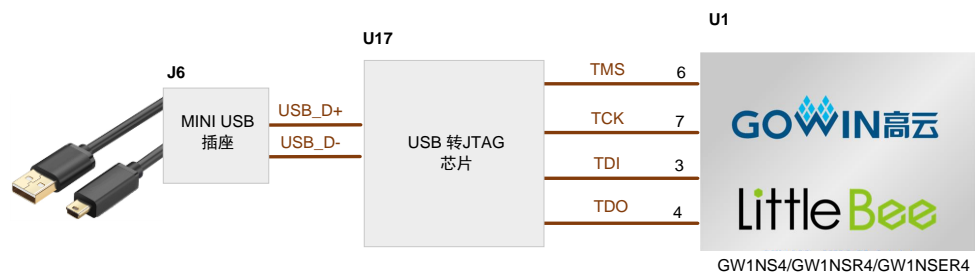 U1
U17
J6
TMS 6
USB_D+
MINI USB
插座
TCK 7
GOWIN高云
USB_D-
USB 转JTAG
芯片
TDI 3
TDO 4
LittleBee
GW1NS4/GW1NSR4/GW1NSER4